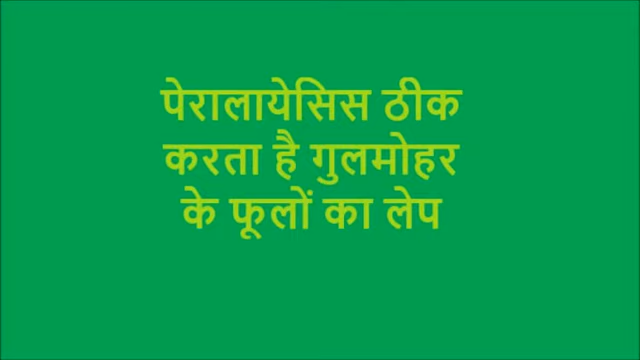 पेरालायेसिस ठीक
करता है गुलमोहर
के फूलों का लेप